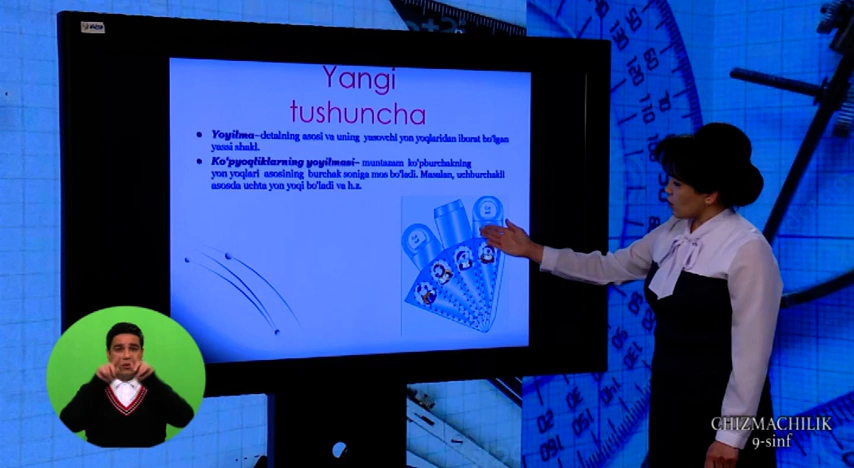 Yangi
tushuncha
• Yoyilma–detalning asosi va uning yasovchi yon yoqlaridan iborat bo'lgan
yassi shakl.
• Ko'pyoqliklarning yoyilmasi– muntazam ko'pburchakning
yon yoqlari asosining burchak soniga mos bo'ladi. Masalan, uchburchakli
asosda uchta yon yoqi bo'ladi va h.z.
CHIZMACHILIK
9-sinf